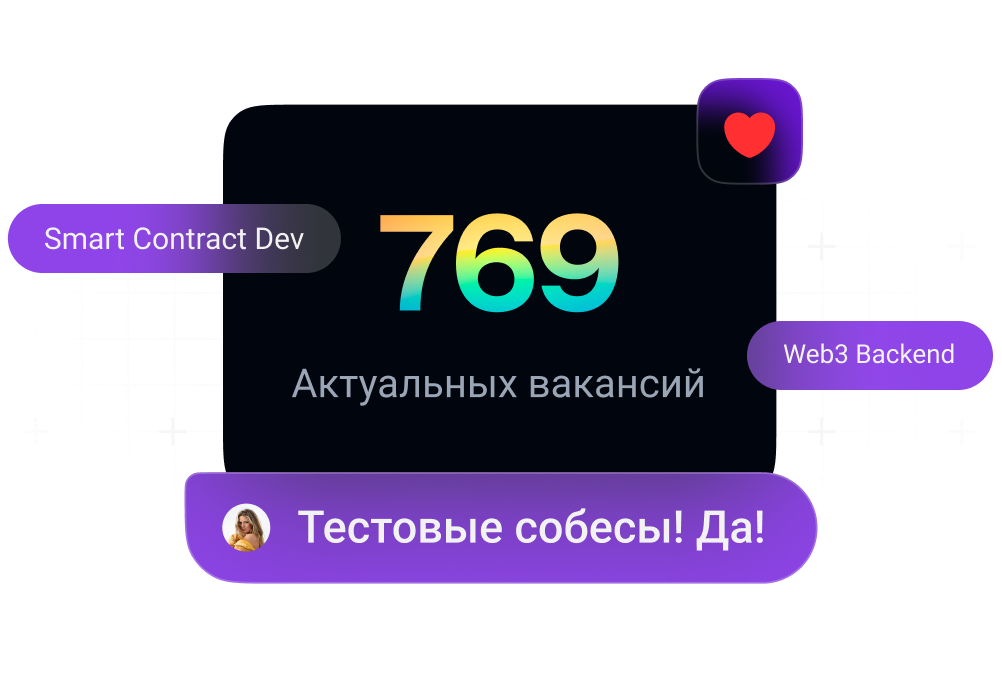 Smart Contract Dev
769
Web3 Backend
Актуальных вакансий
Тестовые собесы! Да!